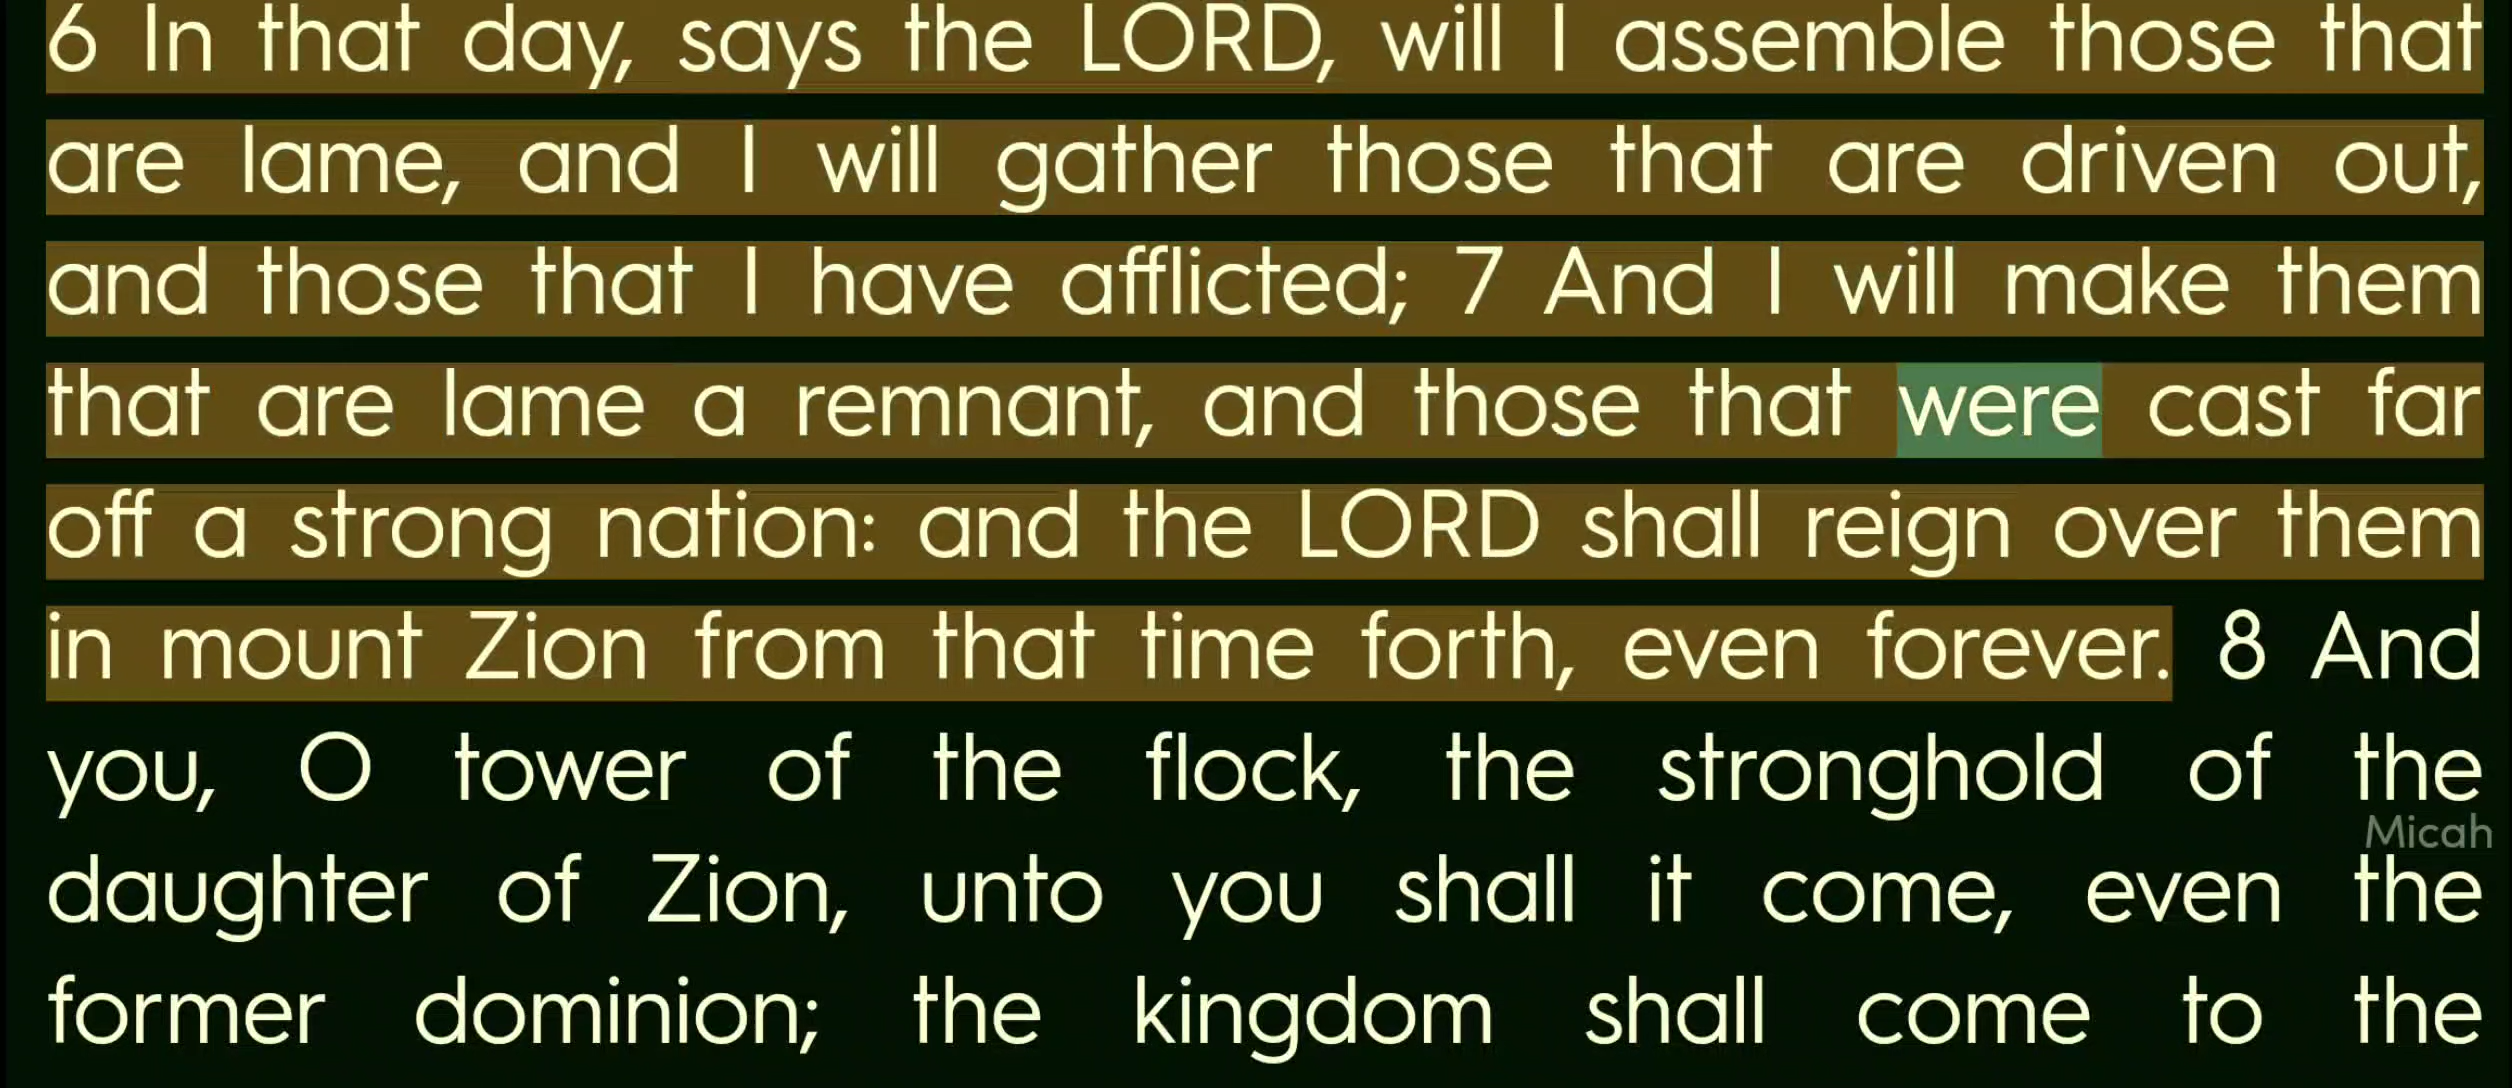 6 In that day, says the LORD, will I assemble those that
are lame, and I will gather those that are driven out,
and those that I have afflicted; 7 And I will make them
that are lame a remnant, and those that were cast far
off a strong nation: and the LORD shall reign over them
in mount Zion from that time forth, even forever. 8 And
you, O tower of the flock, the stronghold of the
Micah
daughter of Zion, unto you shall it come, even the
former dominion; the kingdom shall come to the